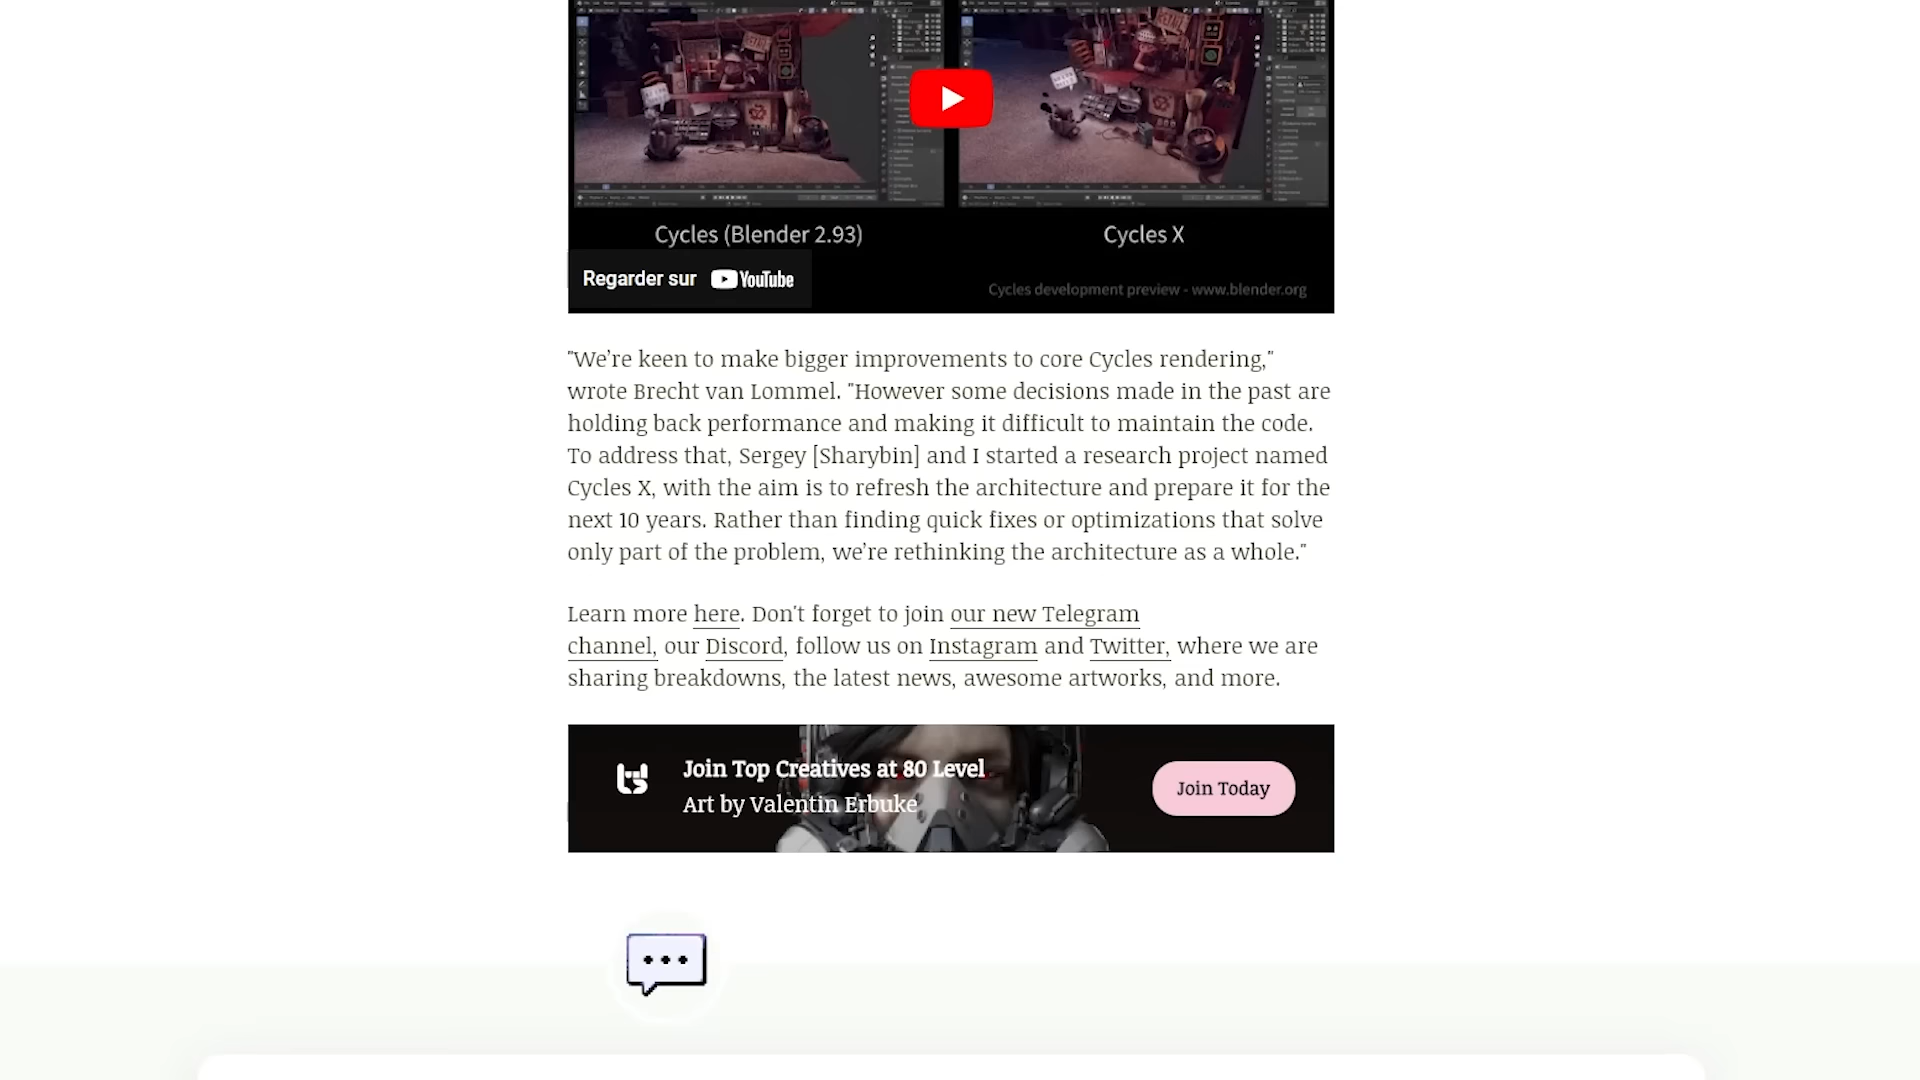 Cycles (Blender 2.93)
Cycles X
Regarder sur YouTube
Cycles development preview - www.blender.org
"We’re keen to make bigger improvements to core Cycles rendering,"
wrote Brecht van Lommel. "However some decisions made in the past are
holding back performance and making it difficult to maintain the code.
To address that, Sergey [Sharybin] and I started a research project named
Cycles X, with the aim is to refresh the architecture and prepare it for the
next 10 years. Rather than finding quick fixes or optimizations that solve
only part of the problem, we’re rethinking the architecture as a whole."
Learn more here. Don't forget to join our new Telegram
channel, our Discord, follow us on Instagram and Twitter, where we are
sharing breakdowns, the latest news, awesome artworks, and more.
Join Top Creatives at 80 Level
Art by Valentin Erbuke
Join Today